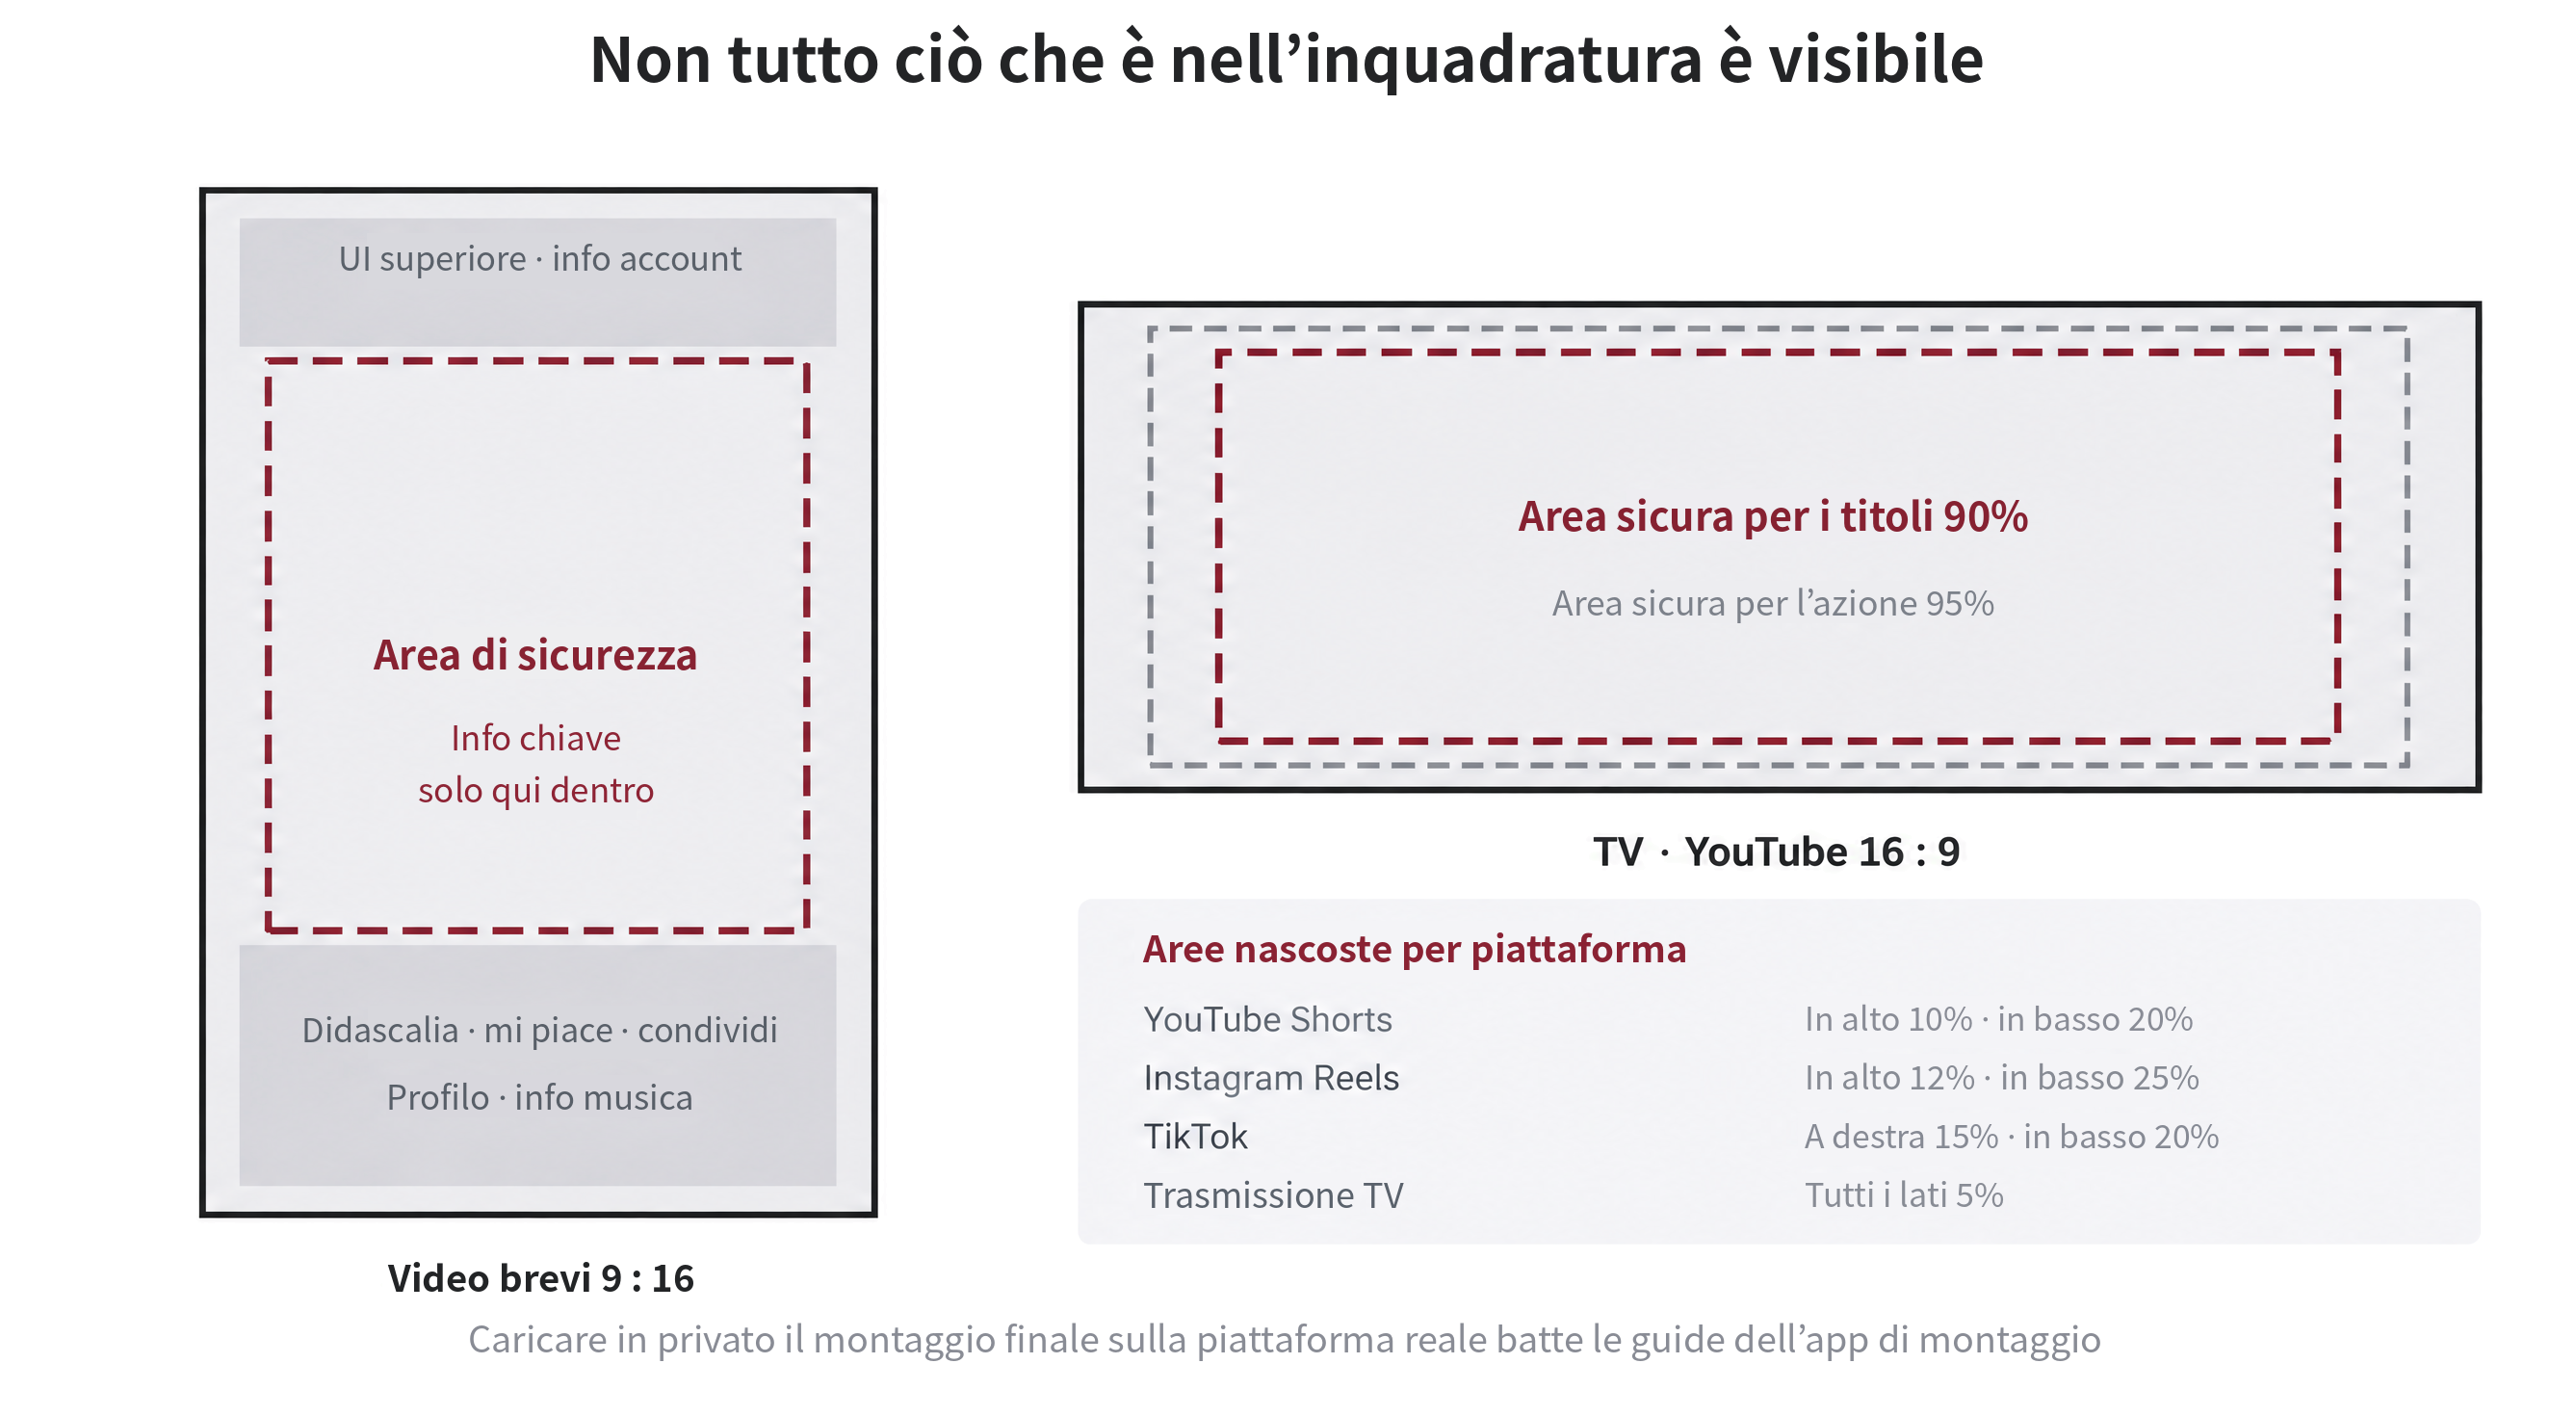 Non tutto ciò che è nell’inquadratura è visibile
UI superiore · info account
Area di sicurezza
Info chiave
solo qui dentro
Didascalia · mi piace · condividi
Profilo · info musica
Video brevi 9 : 16
Area sicura per i titoli 90%
Area sicura per l’azione 95%
TV · YouTube 16 : 9
Aree nascoste per piattaforma
YouTube Shorts In alto 10% · in basso 20%
Instagram Reels In alto 12% · in basso 25%
TikTok A destra 15% · in basso 20%
Trasmissione TV Tutti i lati 5%
Caricare in privato il montaggio finale sulla piattaforma reale batte le guide dell’app di montaggio